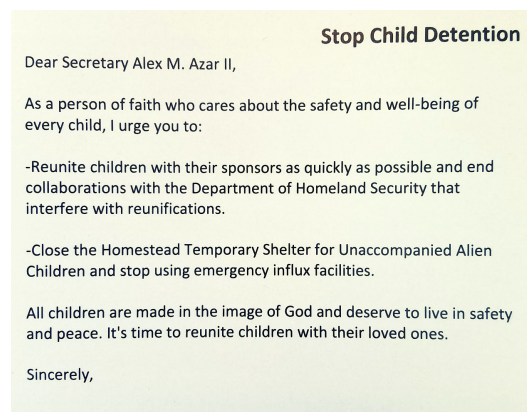 Stop Child Detention
Dear Secretary Alex M. Azar II,
As a person of faith who cares about the safety and well-being of
every child, I urge you to:
-Reunite children with their sponsors as quickly as possible and end
collaborations with the Department of Homeland Security that
interfere with reunifications.
-Close the Homestead Temporary Shelter for Unaccompanied Alien
Children and stop using emergency influx facilities.
All children are made in the image of God and deserve to live in safety
and peace. It's time to reunite children with their loved ones.
Sincerely,